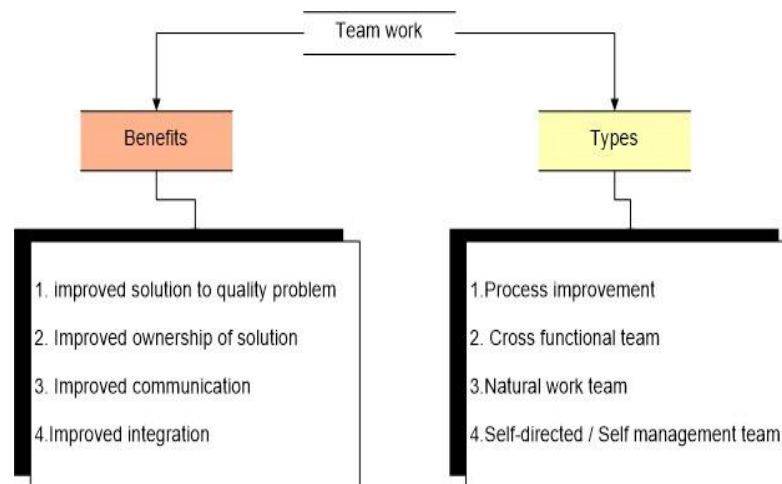 Team work
Benefits
Types
1. improved solution to quality problem
2. Improved ownership of solution
3. Improved communication
4.Improved integration
1.Process improvement
2. Cross functional team
3.Natural work team
4.Self-directed / Self management team